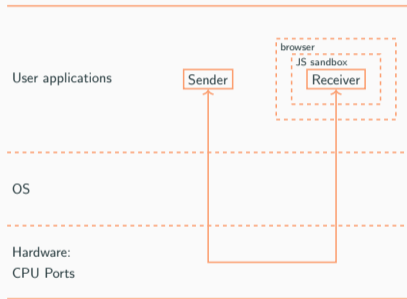 browser
JS sandbox
User applications
Sender
Receiver
OS
Hardware:
CPU Ports